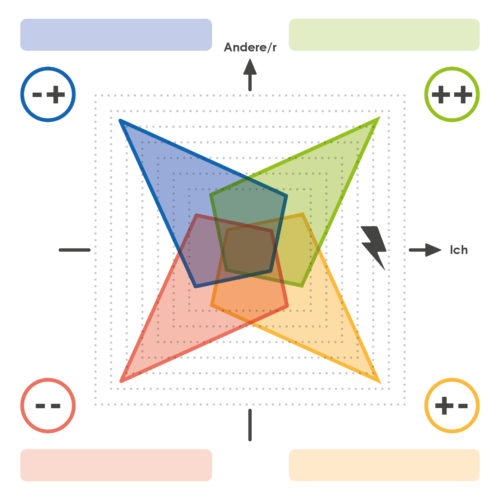 Andere/r
-+
++
Ich
--
+-